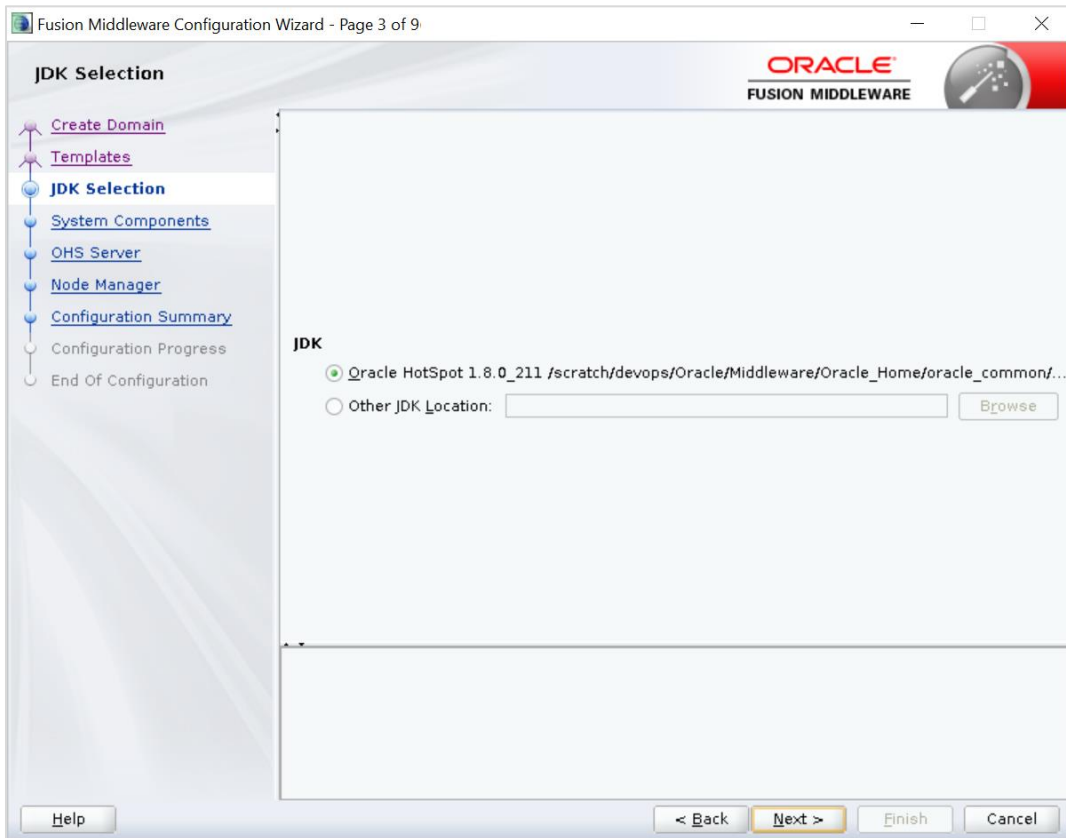 Fusion Middleware Configuration Wizard - Page 3 of 9
JDK Selection
ORACLE
FUSION MIDDLEWARE
Create Domain
Templates
JDK Selection
System Components
OHS Server
Node Manager
Configuration Summary
Configuration Progress
End Of Configuration
JDK
Oracle HotSpot 1.8.0_211 /scratch/devops/Oracle/Middleware/Oracle_Home/oracle_common/...
Other JDK Location: Browse
Help < Back Next > Finish Cancel